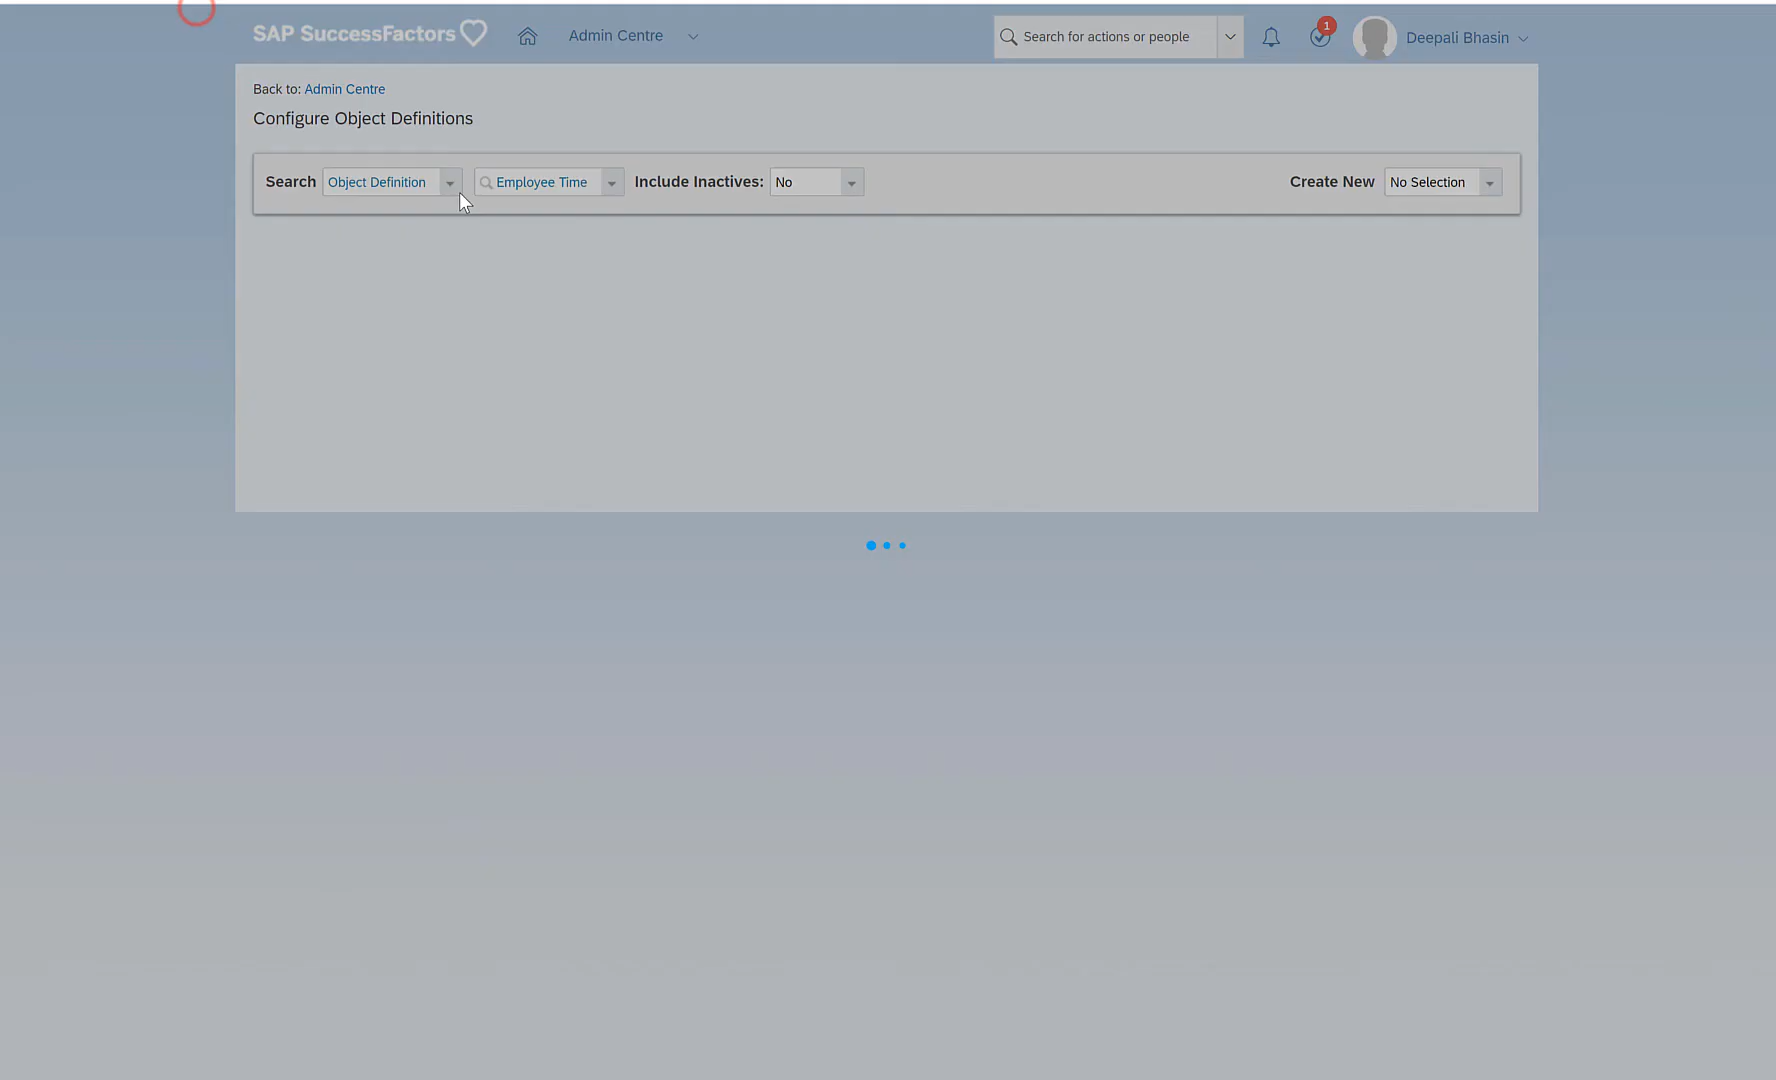 SAP SuccessFactors Admin Centre Search for actions or people 1 Deepali Bhasin
Back to: Admin Centre
Configure Object Definitions
Search Object Definition Employee Time Include Inactives: No Create New No Selection